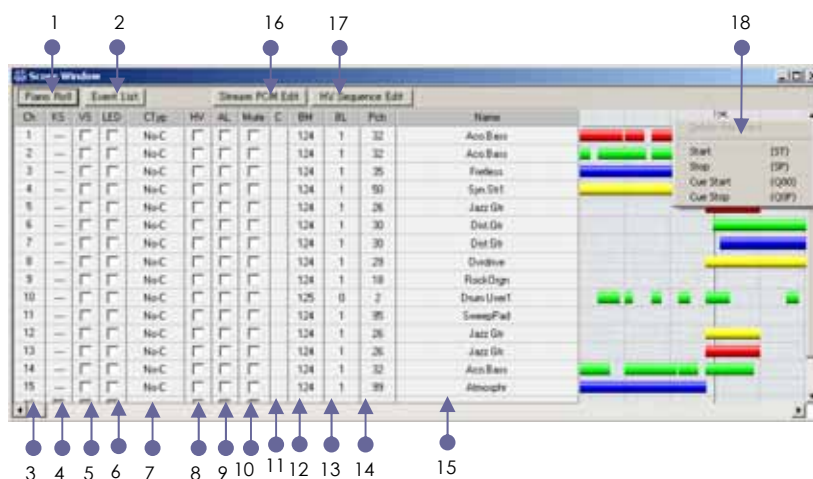 1 2 16 17 18
Score Window
Piano Roll Event List Stream PCM Edit HV Sequence Edit
Ch KS VS LED CTyp HV AL Mute C BM BL Pch Name
1 --- No-C 124 1 32 Aco.Bass
2 --- No-C 124 1 32 Aco.Bass
3 --- No-C 124 1 35 Fretless
4 --- No-C 124 1 50 Syn.Str1
5 --- No-C 124 1 26 Jazz Gtr
6 --- No-C 124 1 30 Dist.Gtr
7 --- No-C 124 1 30 Dist.Gtr
8 --- No-C 124 1 29 Ovrdrive
9 --- No-C 124 1 18 RockOrgn
10 --- No-C 125 0 2 Drum User1
11 --- No-C 124 1 95 SweepPad
12 --- No-C 124 1 26 Jazz Gtr
13 --- No-C 124 1 26 Jazz Gtr
14 --- No-C 124 1 32 Aco.Bass
15 --- No-C 124 1 99 Atmosphr
Start (ST)
Stop (SP)
Cue Start (Q00)
Cue Stop (Q0F)
3 4 5 6 7 8 9 10 11 12 13 14 15